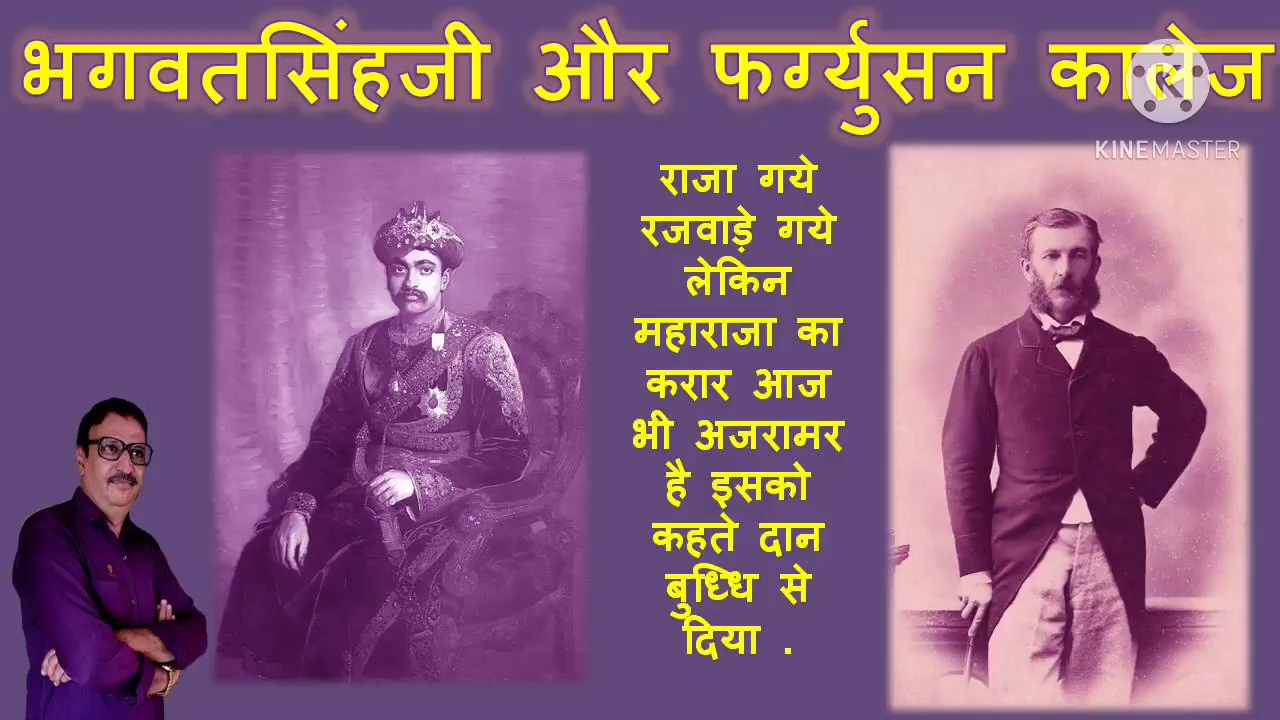 भगवतसिंहजी और फर्ग्युसन कालेज
K
KINEMASTER
राजा गये
रजवाड़े गये
लेकिन
महाराजा का
करार आज
भी अजरामर
है इसको
कहते दान
बुध्धि से
दिया .